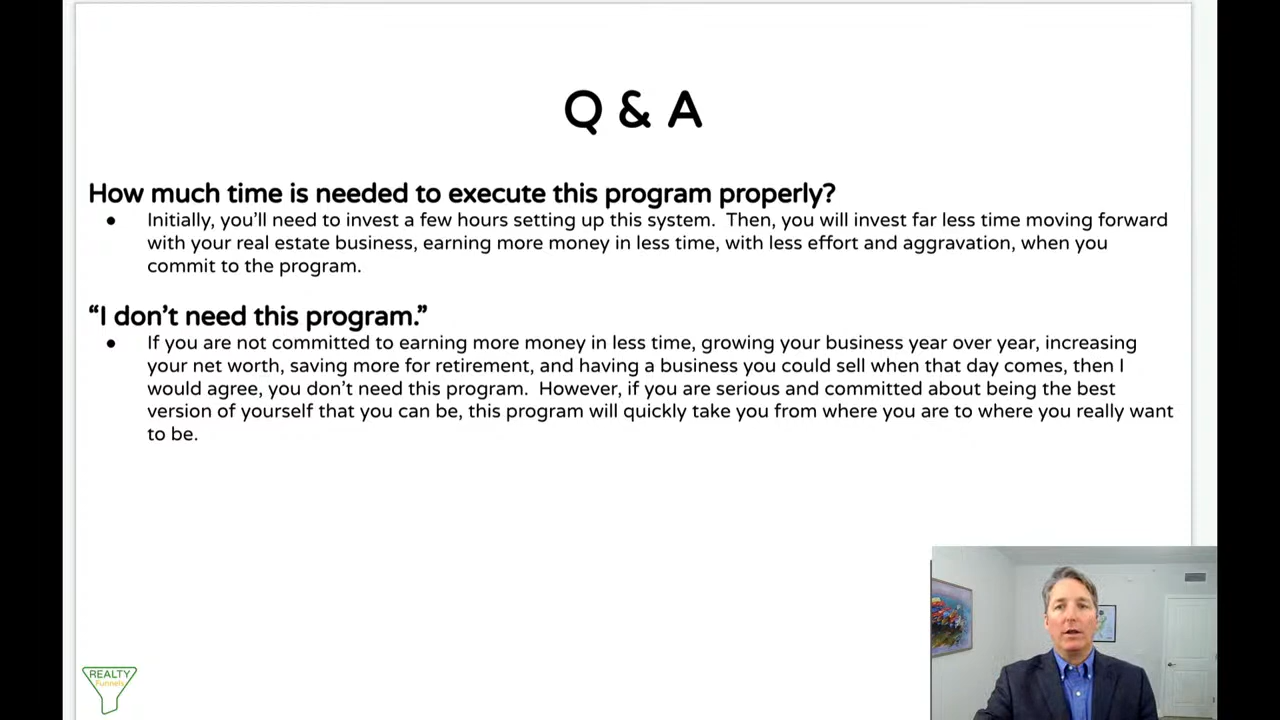 Q & A
How much time is needed to execute this program properly?
● Initially, you’ll need to invest a few hours setting up this system.  Then, you will invest far less time moving forward
with your real estate business, earning more money in less time, with less effort and aggravation, when you
commit to the program.
“I don’t need this program.”
● If you are not committed to earning more money in less time, growing your business year over year, increasing
your net worth, saving more for retirement, and having a business you could sell when that day comes, then I
would agree, you don’t need this program.  However, if you are serious and committed about being the best
version of yourself that you can be, this program will quickly take you from where you are to where you really want
to be.
REALTY
Funnels